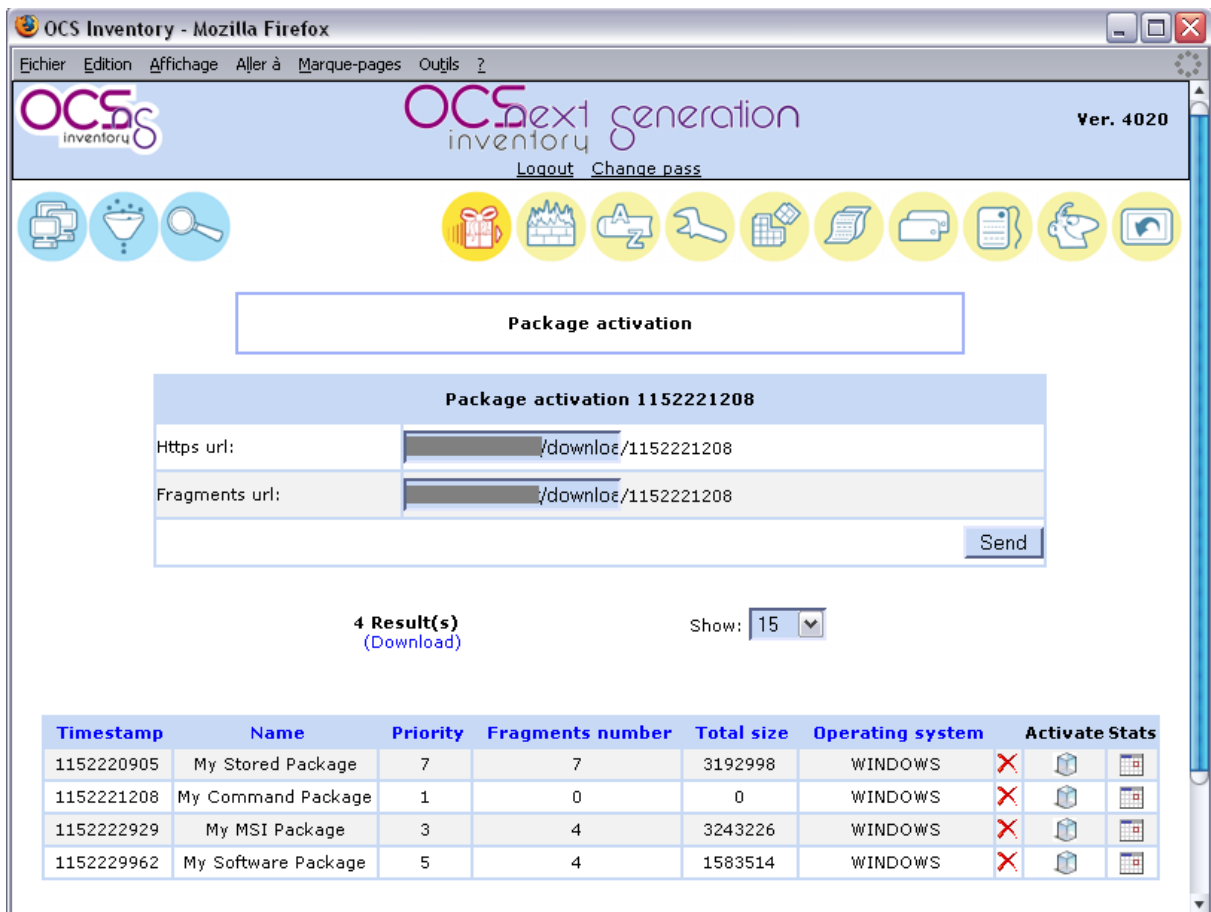 OCS Inventory - Mozilla Firefox
Fichier Edition Affichage Aller à Marque-pages Outils ?
OCS ng inventory
OCS inventory next generation
Ver. 4020
Logout Change pass
Package activation
Package activation 1152221208
Https url: /downloa/1152221208
Fragments url: /downloa/1152221208
Send
4 Result(s)
(Download)
Show: 15
Timestamp Name Priority Fragments number Total size Operating system Activate Stats
1152220905 My Stored Package 7 7 3192998 WINDOWS
1152221208 My Command Package 1 0 0 WINDOWS
1152222929 My MSI Package 3 4 3243226 WINDOWS
1152229962 My Software Package 5 4 1583514 WINDOWS